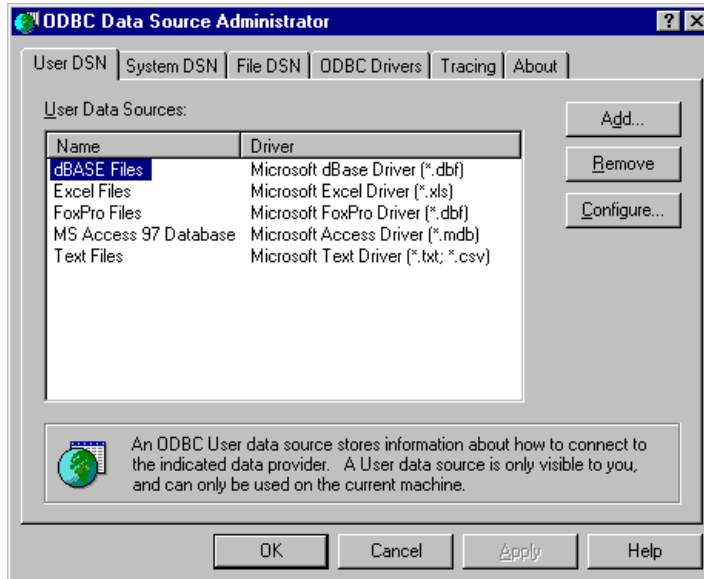 ODBC Data Source Administrator
User DSN System DSN File DSN ODBC Drivers Tracing About
User Data Sources:
Add...
Name Driver
dBASE Files Microsoft dBase Driver (*.dbf)
Remove
Excel Files Microsoft Excel Driver (*.xls)
FoxPro Files Microsoft FoxPro Driver (*.dbf)
Configure...
MS Access 97 Database Microsoft Access Driver (*.mdb)
Text Files Microsoft Text Driver (*.txt; *.csv)
An ODBC User data source stores information about how to connect to
the indicated data provider. A User data source is only visible to you,
and can only be used on the current machine.
OK Cancel Apply Help